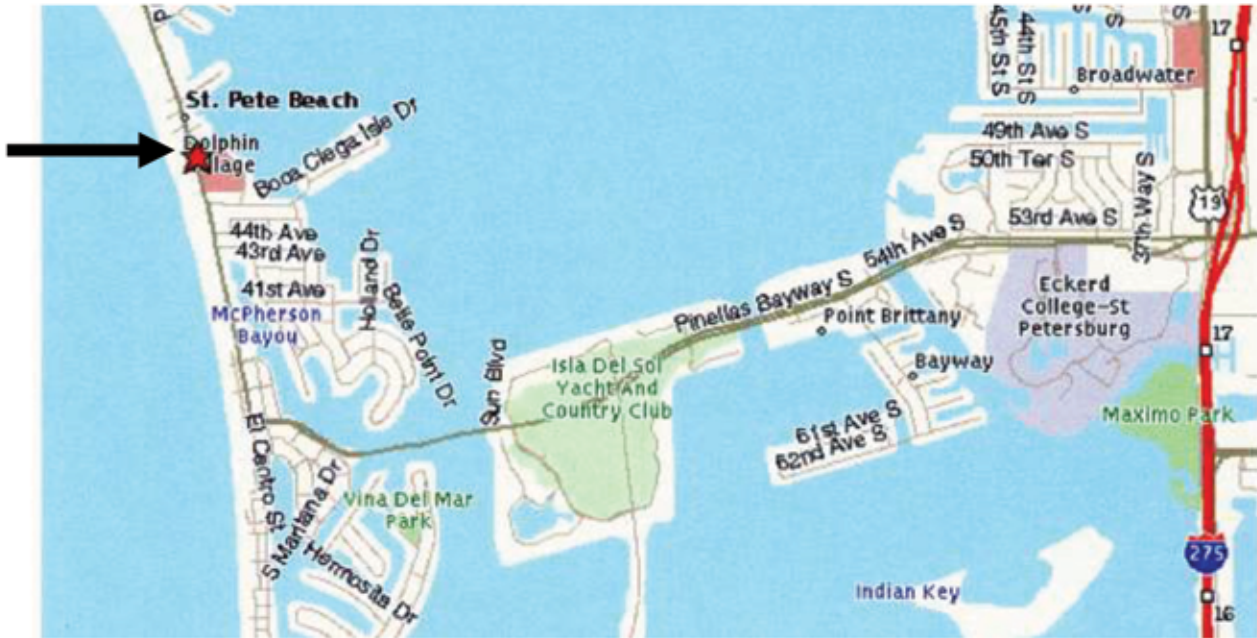 P
17
S
45th St S
44th St S
S
Broadwater
St. Pete Beach
Dolphin
llage
Boca Ciega Isle Dr
49th Ave S
50th Ter S
37th Way S
19
53rd Ave S
54th Ave S
44th Ave
43rd Ave
41st Ave
Holland Dr
Belle Point Dr
McPherson
Bayou
Pinellas Bayway S
Eckerd
College-St
Petersburg
Point Brittany
Bayway
17
Sun Blvd
Isla Del Sol
Yacht And
Country Club
61st Ave S
62nd Ave S
Maximo Park
El Centro St
S Maritana Dr
Hermosita Dr
Vina Del Mar
Park
275
Indian Key
16